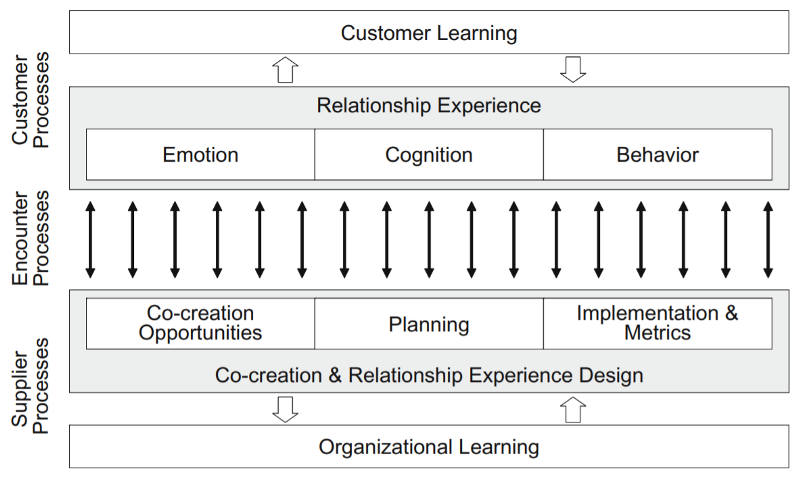 Customer Learning
Customer
Processes
Relationship Experience
Emotion
Cognition
Behavior
Encounter
Processes
Co-creation
Opportunities
Planning
Implementation &
Metrics
Supplier
Processes
Co-creation & Relationship Experience Design
Organizational Learning